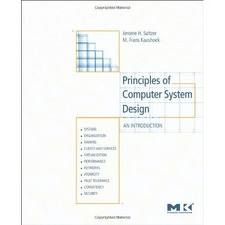 Jerome H. Saltzer
M. Frans Kaashoek
Principles of
Computer System
Design
AN INTRODUCTION
SYSTEMS
ORGANIZATION
NAMING
CLIENTS AND SERVICES
VIRTUALIZATION
PERFORMANCE
NETWORKS
ATOMICITY
FAULT TOLERANCE
CONSISTENCY
SECURITY
MK